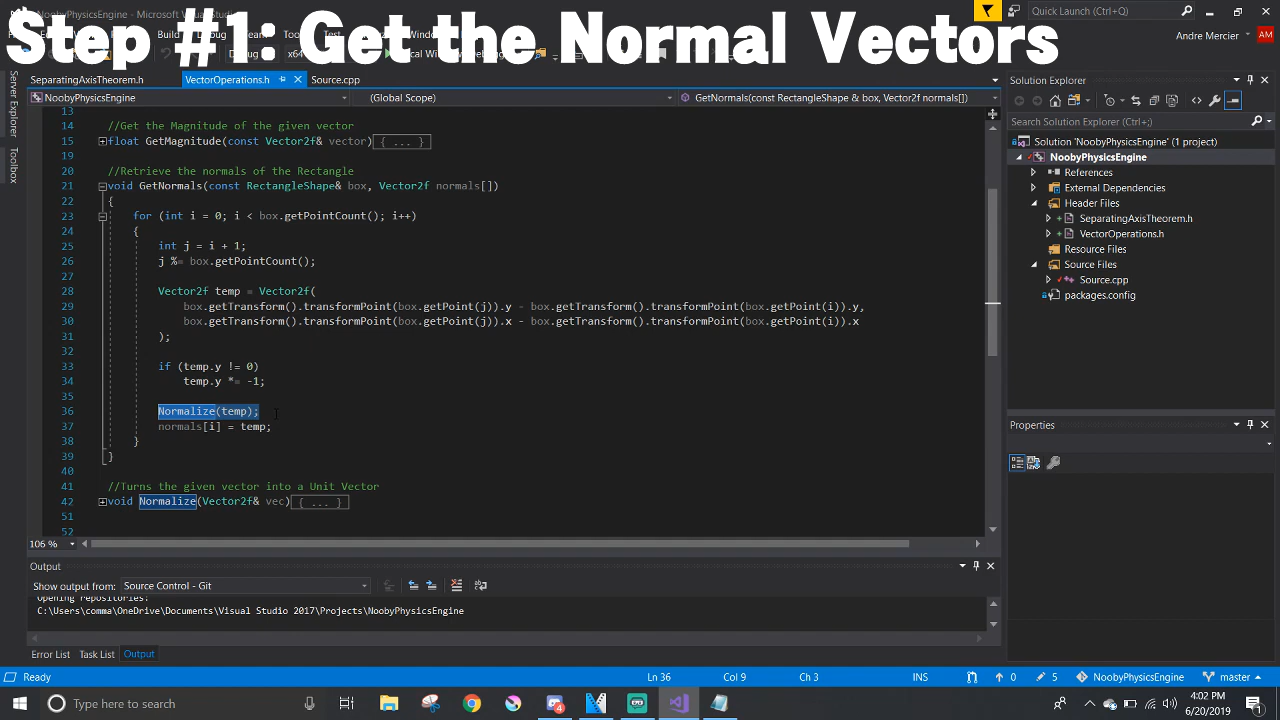 Step #1: Get the Normal Vectors
NoobyPhysicsEngine - Microsoft Visual Studio
Quick Launch (Ctrl+Q)
Andre Mercier
AM
SeparatingAxisTheorem.h
VectorOperations.h
Source.cpp
NoobyPhysicsEngine
(Global Scope)
GetNormals(const RectangleShape & box, Vector2f normals[])
Server Explorer
Toolbox
13
14 //Get the Magnitude of the given vector
15 float GetMagnitude(const Vector2f& vector){ ... }
19
20 //Retrieve the normals of the Rectangle
21 void GetNormals(const RectangleShape& box, Vector2f normals[])
22 {
23 for (int i = 0; i < box.getPointCount(); i++)
24 {
25 int j = i + 1;
26 j %= box.getPointCount();
27
28 Vector2f temp = Vector2f(
29 box.getTransform().transformPoint(box.getPoint(j)).y - box.getTransform().transformPoint(box.getPoint(i)).y,
30 box.getTransform().transformPoint(box.getPoint(j)).x - box.getTransform().transformPoint(box.getPoint(i)).x
31 );
32
33 if (temp.y != 0)
34 temp.y *= -1;
35
36 Normalize(temp);
37 normals[i] = temp;
38 }
39 }
40
41 //Turns the given vector into a Unit Vector
42 void Normalize(Vector2f& vec){ ... }
51
52
106 %
Output
Show output from: Source Control - Git
Opening repositories:
C:\Users\comma\OneDrive\Documents\Visual Studio 2017\Projects\NoobyPhysicsEngine
Error List Task List Output
Solution Explorer
Search Solution Explorer (Ctrl+;)
Solution 'NoobyPhysicsEngine' (1 project)
NoobyPhysicsEngine
References
External Dependencies
Header Files
SeparatingAxisTheorem.h
VectorOperations.h
Resource Files
Source Files
Source.cpp
packages.config
Properties
Ready
Ln 36
Col 9
Ch 3
INS
0
5
NoobyPhysicsEngine
master
Type here to search
4:02 PM
6/20/2019